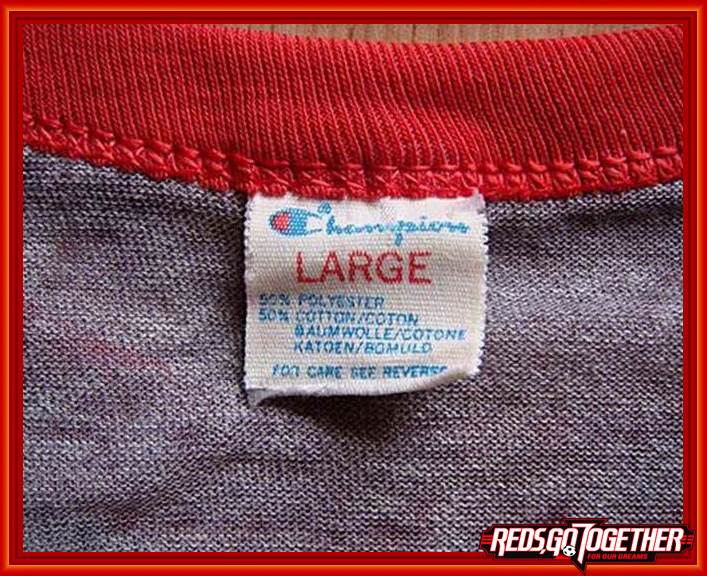 Champion®
LARGE
50% POLYESTER
50% COTTON/COTON
BAUMWOLLE/COTONE
KATOEN/BOMULD
FOR CARE SEE REVERSE
REDS,GO TOGETHER
FOR OUR DREAMS